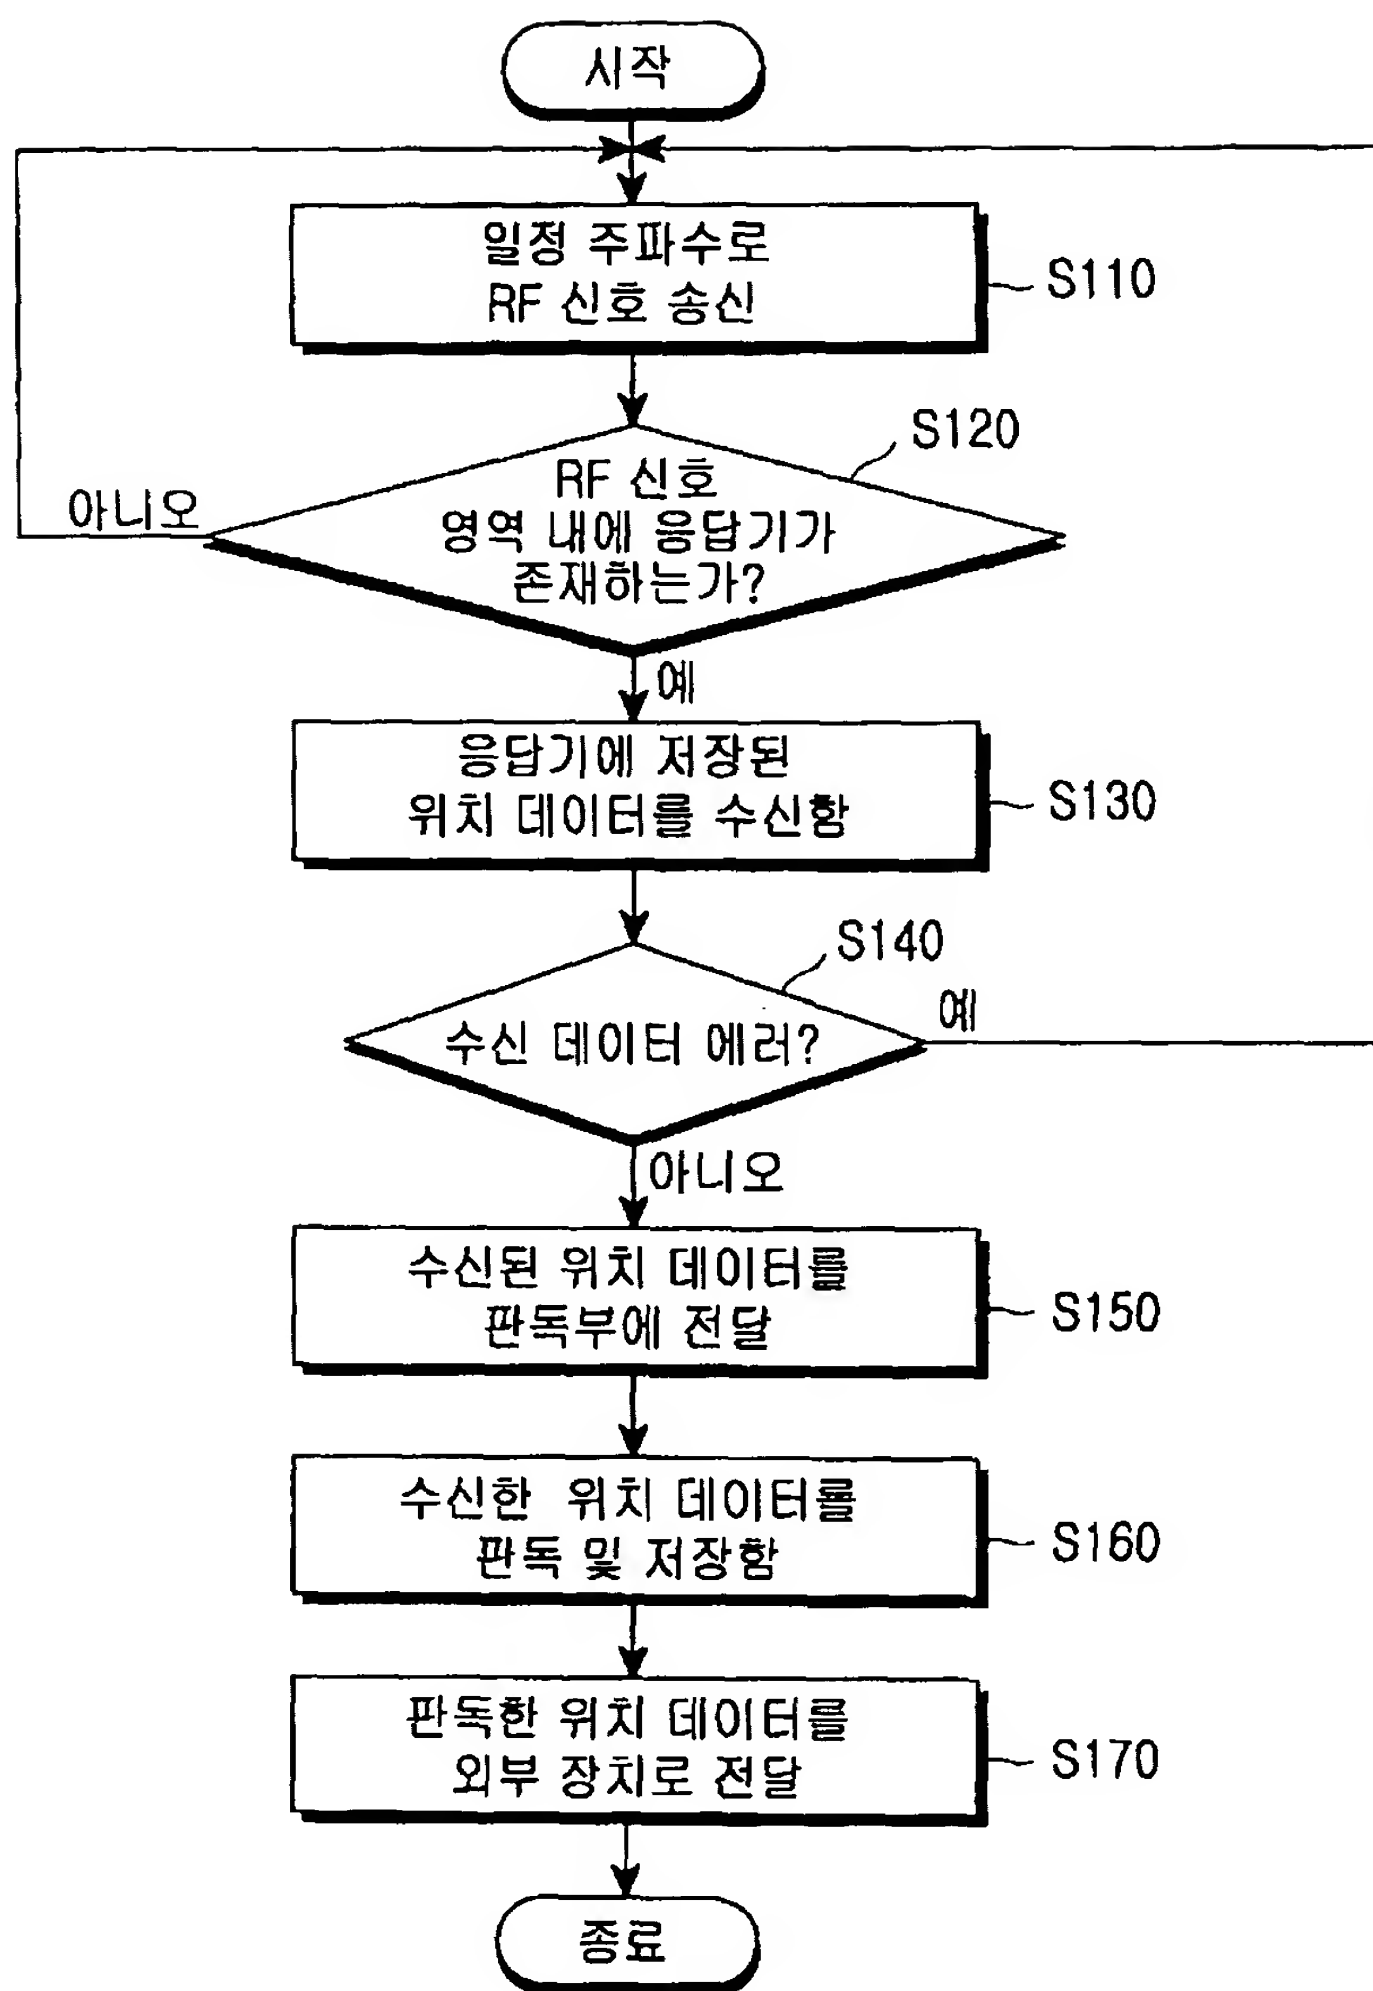 시작
일정 주파수로
RF 신호 송신
S110
S120
RF 신호
영역 내에 응답기가
존재하는가?
아니오
예
응답기에 저장된
위치 데이터를 수신함
S130
S140
수신 데이터 에러?
예
아니오
수신된 위치 데이터를
판독부에 전달
S150
수신한 위치 데이터를
판독 및 저장함
S160
판독한 위치 데이터를
외부 장치로 전달
S170
종료